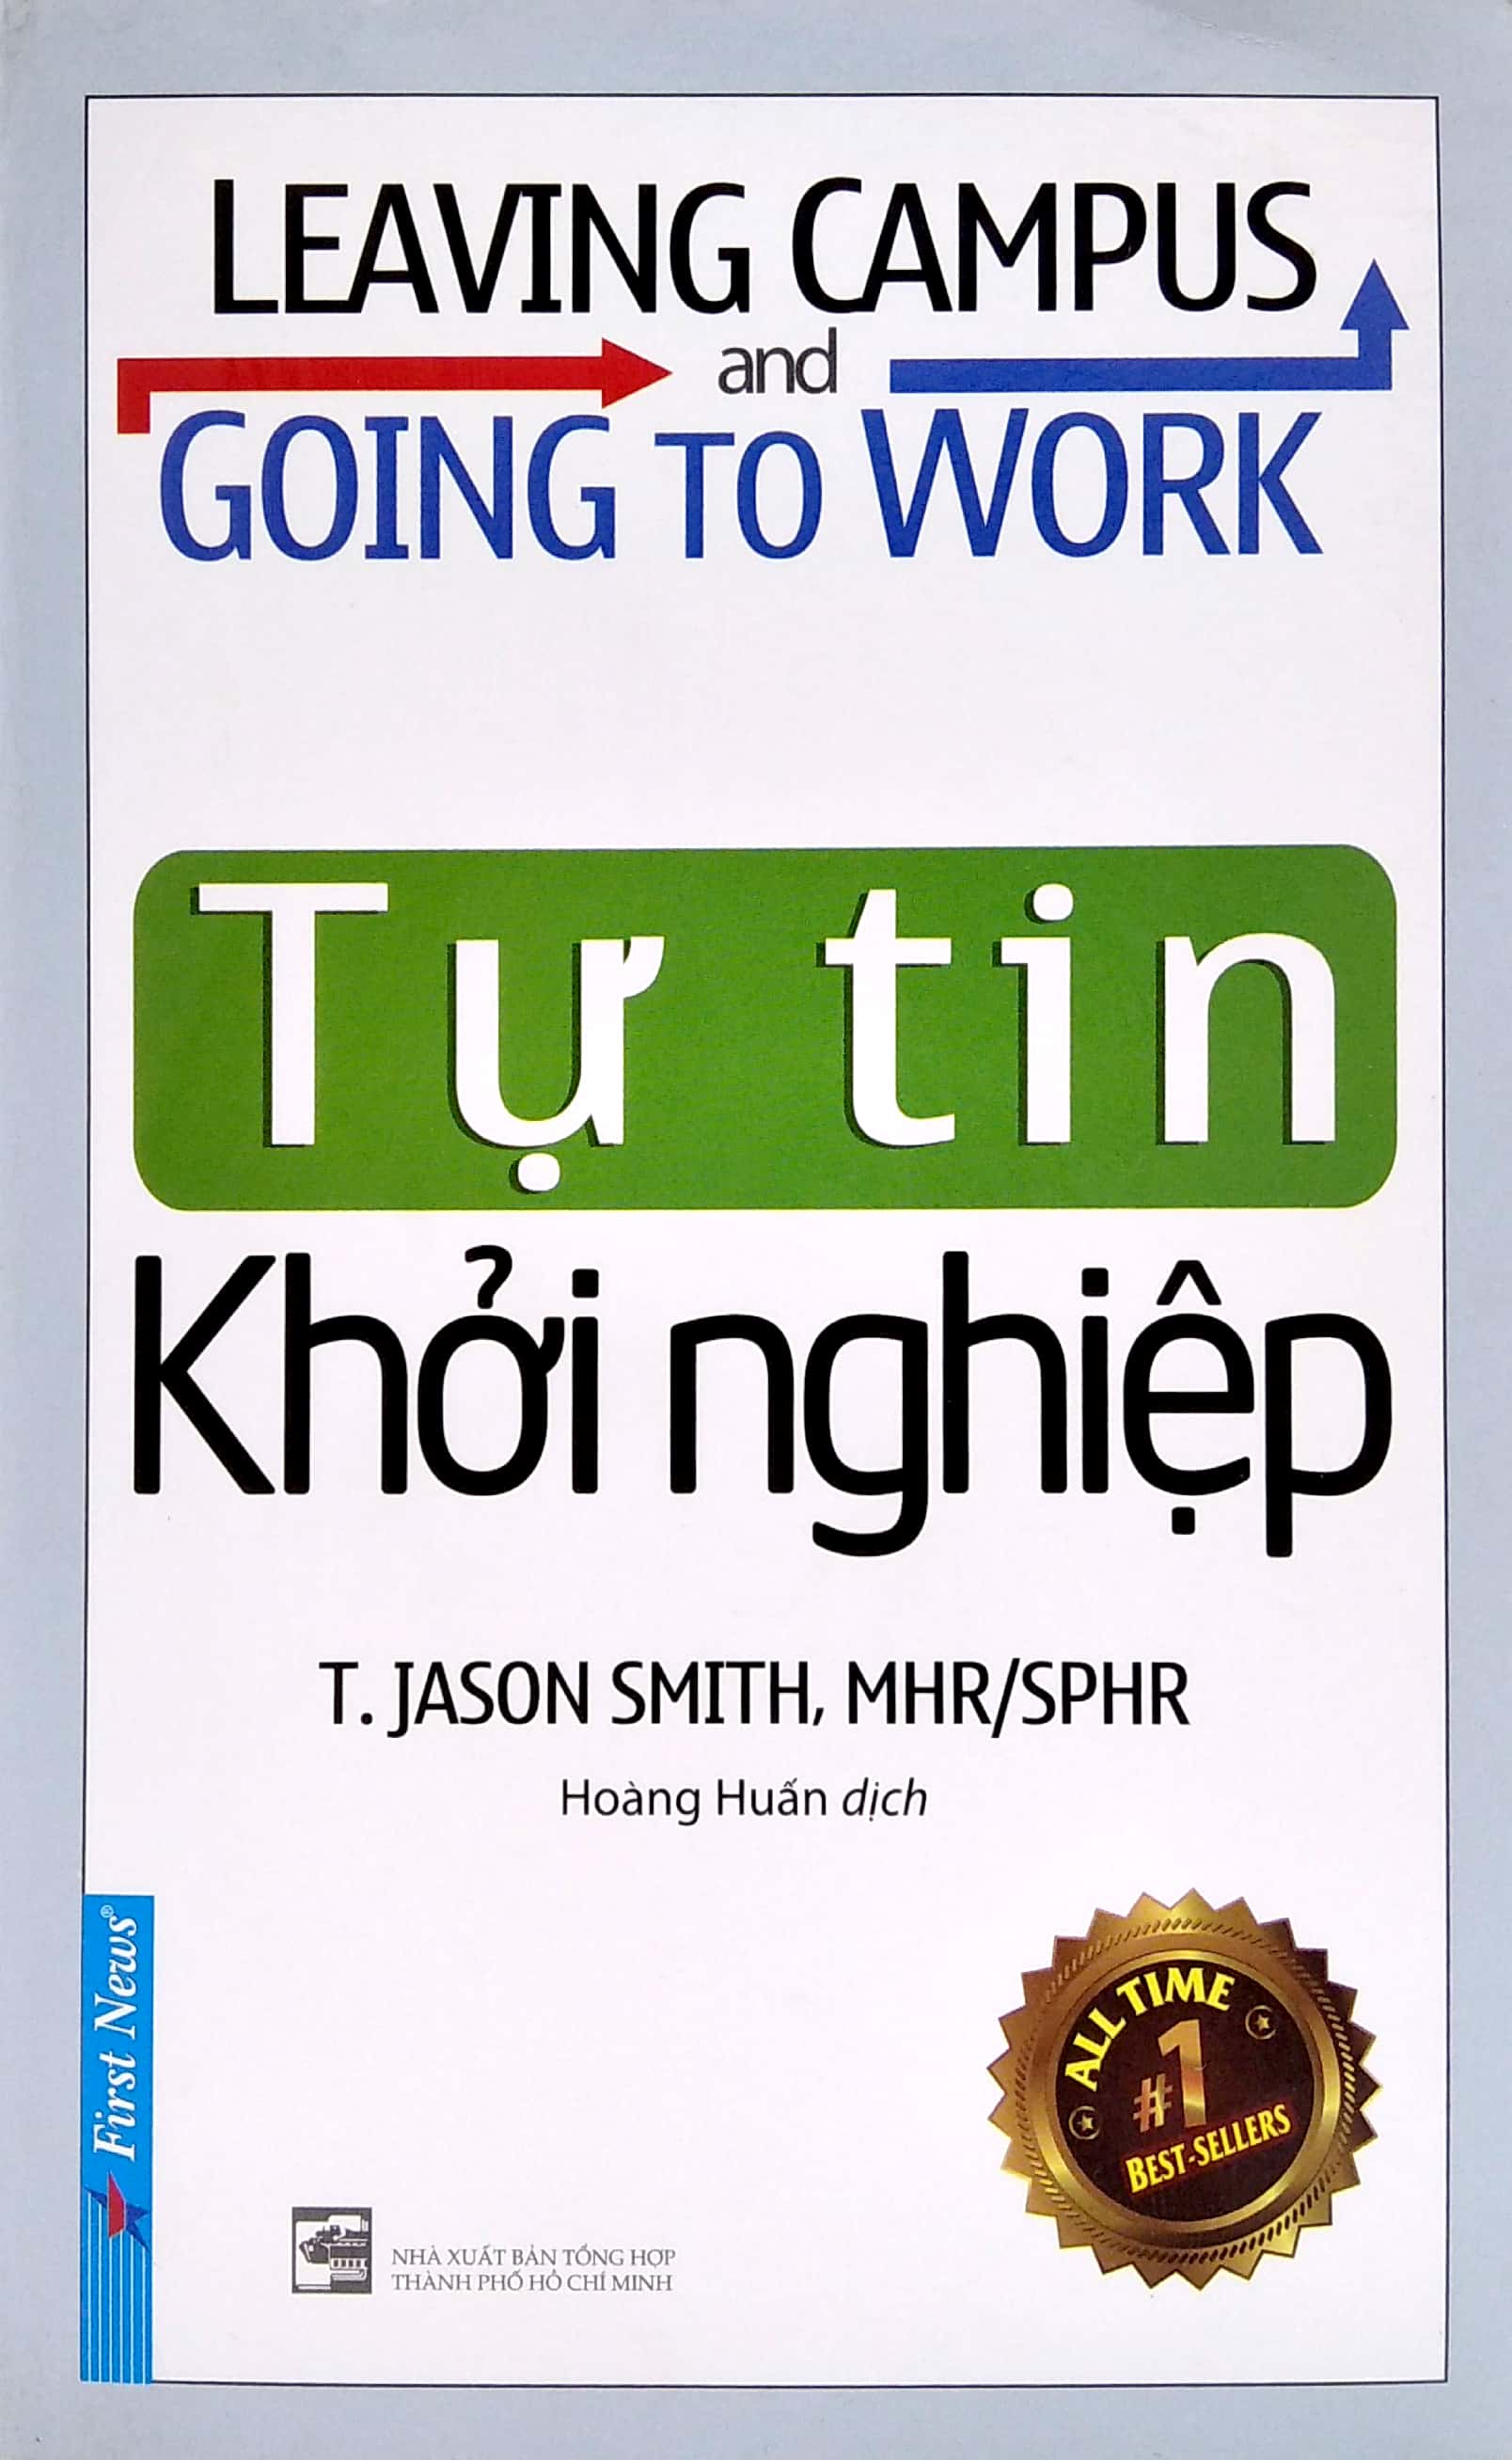 LEAVING CAMPUS
and
GOING TO WORK
Tự tin
Khởi nghiệp
T. JASON SMITH, MHR/SPHR
Hoàng Huấn dịch
First News®
ALL TIME
#1
BEST-SELLERS
NHÀ XUẤT BẢN TỔNG HỢP
THÀNH PHỐ HỒ CHÍ MINH